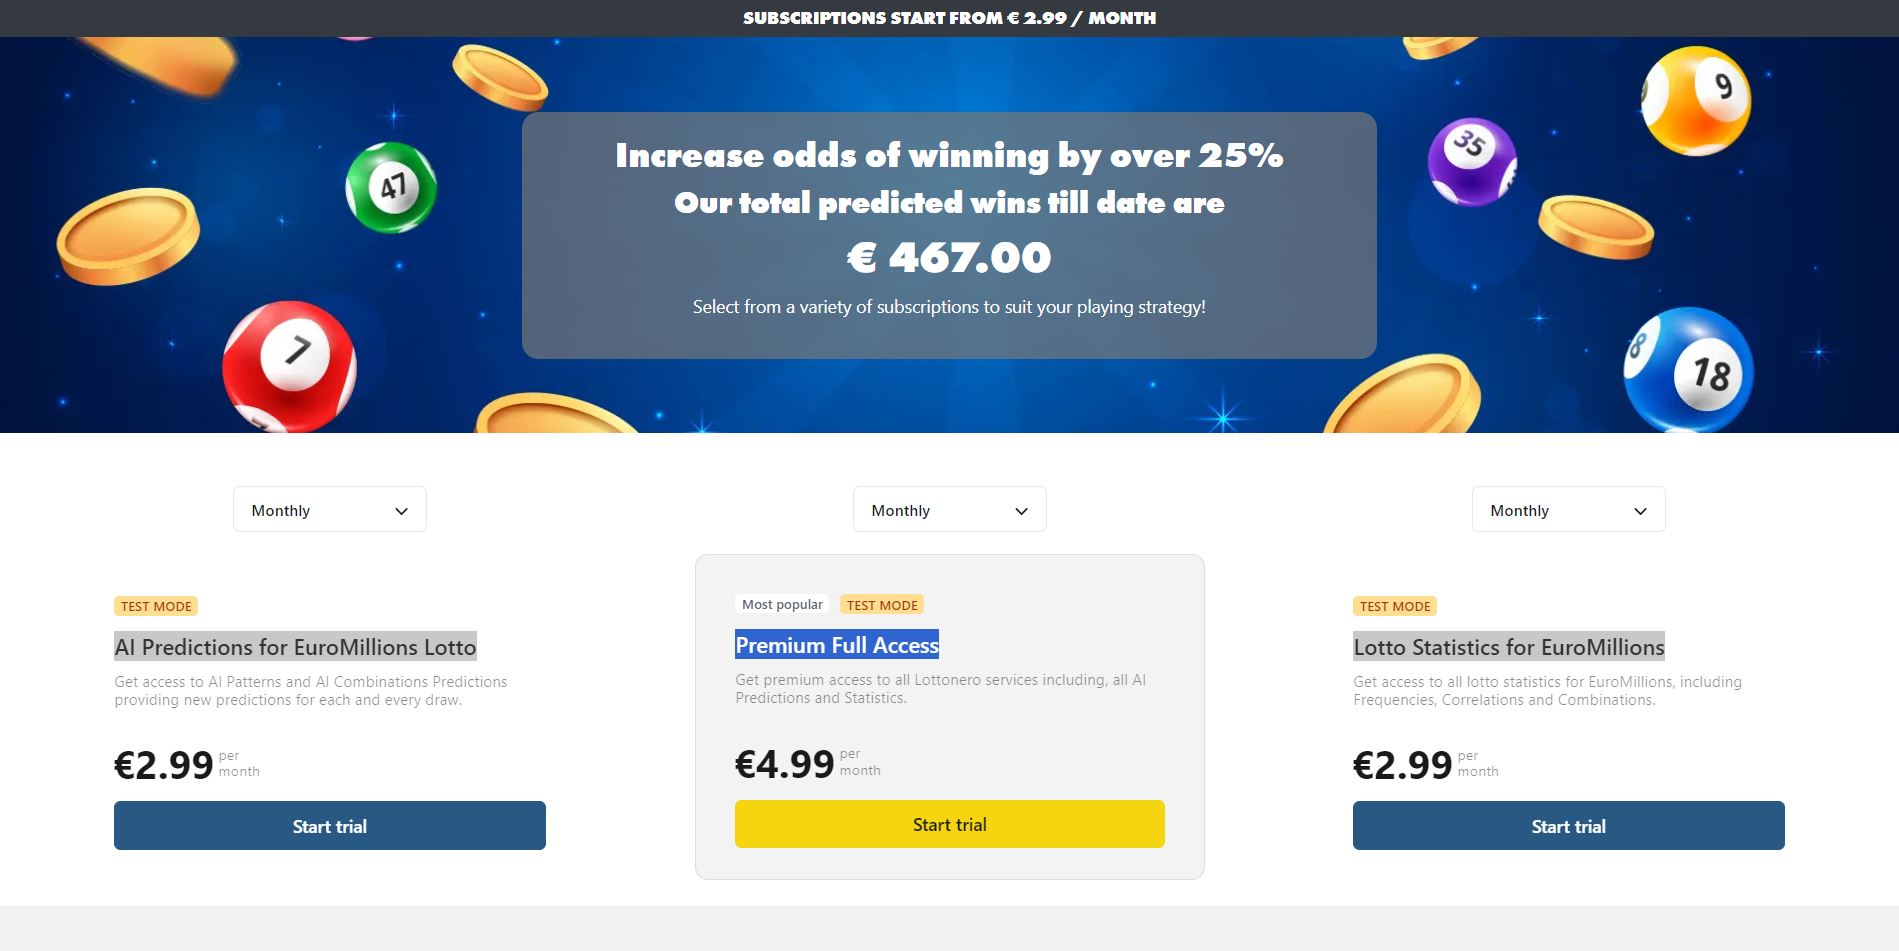 SUBSCRIPTIONS START FROM € 2.99 / MONTH
Increase odds of winning by over 25%
Our total predicted wins till date are
€ 467.00
Select from a variety of subscriptions to suit your playing strategy!
47
7
35
9
8
18
Monthly
Monthly
Monthly
TEST MODE
AI Predictions for EuroMillions Lotto
Get access to AI Patterns and AI Combinations Predictions
providing new predictions for each and every draw.
€2.99 per
month
Start trial
Most popular TEST MODE
Premium Full Access
Get premium access to all Lottonero services including, all AI
Predictions and Statistics.
€4.99 per
month
Start trial
TEST MODE
Lotto Statistics for EuroMillions
Get access to all lotto statistics for EuroMillions, including
Frequencies, Correlations and Combinations.
€2.99 per
month
Start trial